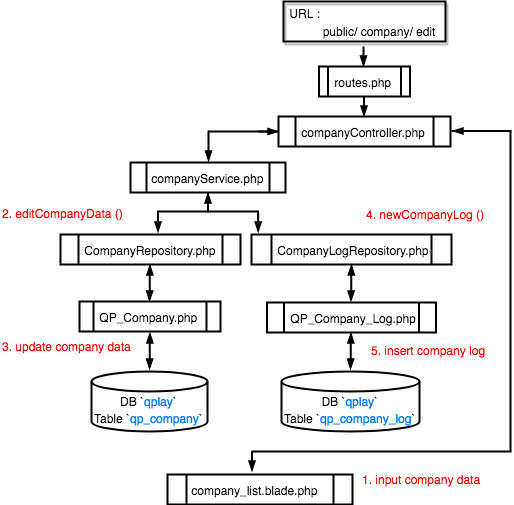 URL :
public/ company/ edit
routes.php
companyController.php
companyService.php
2. editCompanyData ()
4. newCompanyLog ()
CompanyRepository.php
CompanyLogRepository.php
QP_Company.php
QP_Company_Log.php
3. update company data
5. insert company log
DB `qplay`
Table `qp_company`
DB `qplay`
Table `qp_company_log`
1. input company data
company_list.blade.php